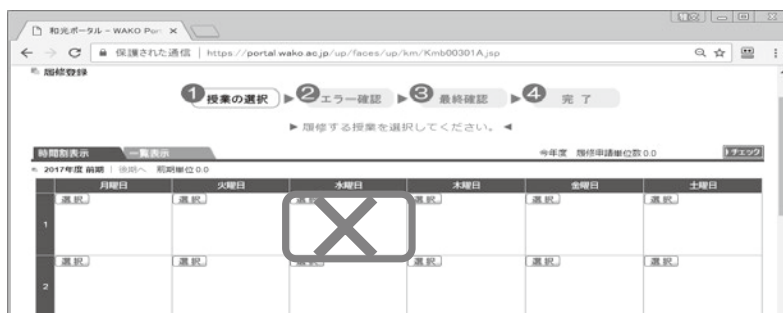 和光ポータル - WAKO Por
保護された通信 | https://portal.wako.ac.jp/up/faces/up/km/Kmb00301A.jsp
履修登録
1 授業の選択 ▶ 2 エラー確認 ▶ 3 最終確認 ▶ 4 完了
▶ 履修する授業を選択してください。 ◀
時間割表示 一覧表示 今年度 履修申請単位数 0.0 チェック
2017年度 前期 | 後期へ 前期単位 0.0
月曜日 火曜日 水曜日 木曜日 金曜日 土曜日
選択 選択 選択 選択 選択
1
選択 選択 選択 選択 選択 選択
2